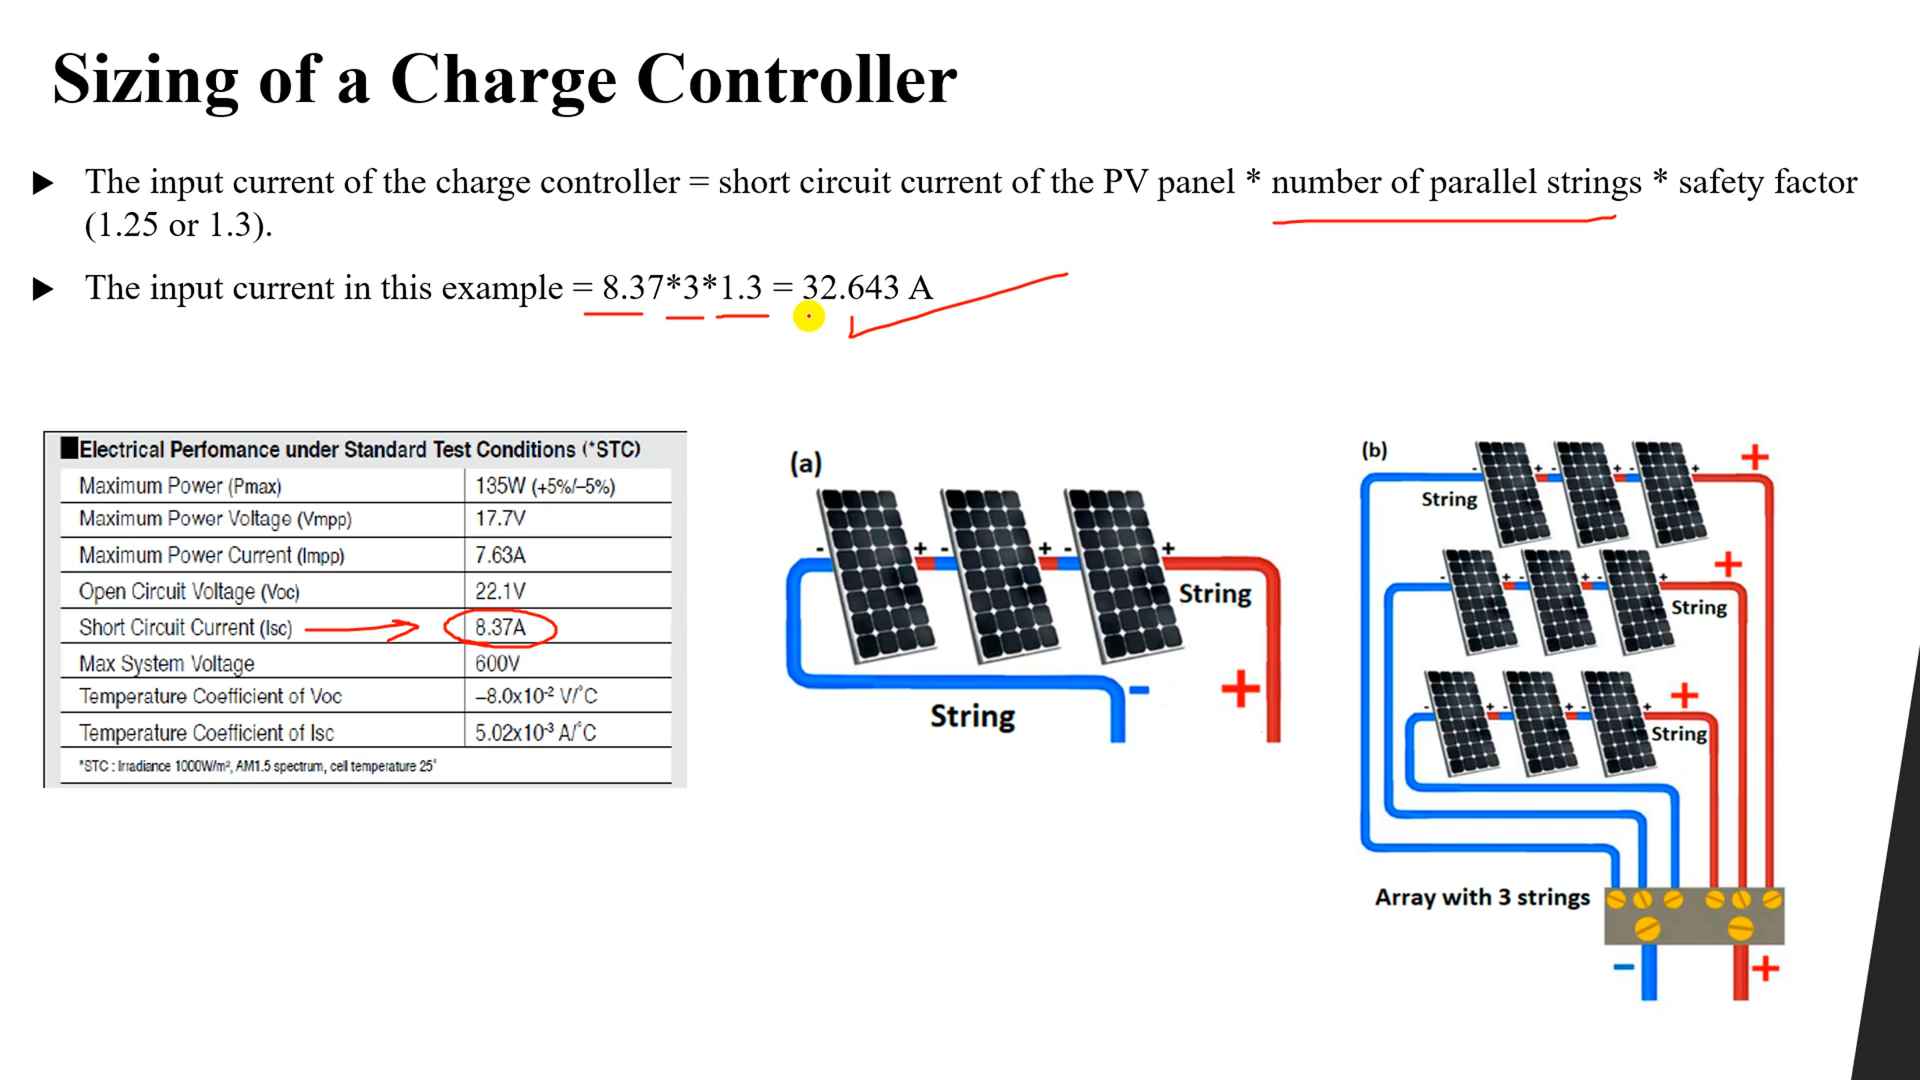 Sizing of a Charge Controller
The input current of the charge controller = short circuit current of the PV panel * number of parallel strings * safety factor
(1.25 or 1.3).
The input current in this example = 8.37*3*1.3 = 32.643 A
Electrical Perfomance under Standard Test Conditions (*STC)
Maximum Power (Pmax) 135W (+5%/–5%)
Maximum Power Voltage (Vmpp) 17.7V
Maximum Power Current (Impp) 7.63A
Open Circuit Voltage (Voc) 22.1V
Short Circuit Current (Isc) 8.37A
Max System Voltage 600V
Temperature Coefficient of Voc –8.0x10⁻² V/°C
Temperature Coefficient of Isc 5.02x10⁻³ A/°C
*STC : Irradiance 1000W/m², AM1.5 spectrum, cell temperature 25°
(a)
- + - + - +
String
- +
String
(b)
+
- + - + - +
String
+
- + - + - +
String
+
- + - + - +
String
Array with 3 strings
- +